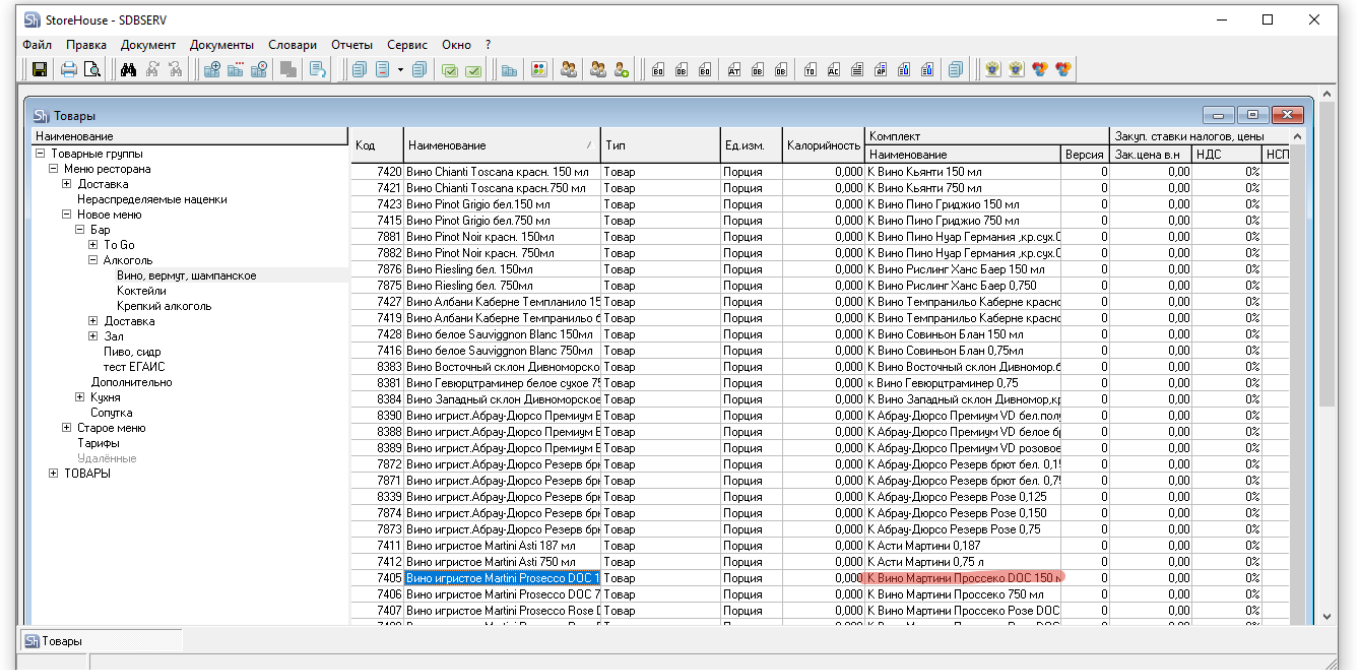 StoreHouse - SDBSERV
Файл Правка Документ Документы Словари Отчеты Сервис Окно ?
Товары
Наименование
Товарные группы
Меню ресторана
Доставка
Нераспределяемые наценки
Новое меню
Бар
To Go
Алкоголь
Вино, вермут, шампанское
Коктейли
Крепкий алкоголь
Доставка
Зал
Пиво, сидр
тест ЕГАИС
Дополнительно
Кухня
Сопутка
Старое меню
Тарифы
Удалённые
ТОВАРЫ
Код Наименование Тип Ед.изм. Калорийность Комплект Закуп. ставки налогов, цены
Наименование Версия Зак.цена в.н НДС НСП
7420 Вино Chianti Toscana красн. 150 мл Товар Порция 0,000 К Вино Кьянти 150 мл 0 0,00 0%
7421 Вино Chianti Toscana красн.750 мл Товар Порция 0,000 К Вино Кьянти 750 мл 0 0,00 0%
7423 Вино Pinot Grigio бел.150 мл Товар Порция 0,000 К Вино Пино Гриджио 150 мл 0 0,00 0%
7415 Вино Pinot Grigio бел.750 мл Товар Порция 0,000 К Вино Пино Гриджио 750 мл 0 0,00 0%
7881 Вино Pinot Noir красн. 150мл Товар Порция 0,000 К Вино Пино Нуар Германия ,кр.сух. 0 0,00 0%
7882 Вино Pinot Noir красн. 750мл Товар Порция 0,000 К Вино Пино Нуар Германия ,кр.сух. 0 0,00 0%
7876 Вино Riesling бел. 150мл Товар Порция 0,000 К Вино Рислинг Ханс Баер 150 мл 0 0,00 0%
7875 Вино Riesling бел. 750мл Товар Порция 0,000 К Вино Рислинг Ханс Баер 0,750 0 0,00 0%
7427 Вино Албани Каберне Темпланило 15 Товар Порция 0,000 К Вино Темпранильо Каберне красно 0 0,00 0%
7419 Вино Албани Каберне Темпранильо Товар Порция 0,000 К Вино Темпранильо Каберне красно 0 0,00 0%
7428 Вино белое Sauviggnon Blanc 150мл Товар Порция 0,000 К Вино Совиньон Блан 150 мл 0 0,00 0%
7416 Вино белое Sauviggnon Blanc 750мл Товар Порция 0,000 К Вино Совиньон Блан 0,75мл 0 0,00 0%
8383 Вино Восточный склон Дивноморско Товар Порция 0,000 К Вино Восточный склон Дивномор.б 0 0,00 0%
8381 Вино Гевюрцтраминер белое сухое 75 Товар Порция 0,000 к Вино Гевюрцтраминер 0,75 0 0,00 0%
8384 Вино Западный склон Дивноморское Товар Порция 0,000 К Вино Западный склон Дивномор,кр 0 0,00 0%
8390 Вино игрист.Абрау-Дюрсо Премиум Товар Порция 0,000 К Абрау-Дюрсо Премиум VD бел.пол 0 0,00 0%
8388 Вино игрист.Абрау-Дюрсо Премиум Товар Порция 0,000 К Абрау-Дюрсо Премиум VD белое 0 0,00 0%
8389 Вино игрист.Абрау-Дюрсо Премиум Товар Порция 0,000 К Абрау-Дюрсо Премиум VD розовое 0 0,00 0%
7872 Вино игрист.Абрау-Дюрсо Резерв Товар Порция 0,000 К Абрау-Дюрсо Резерв брют бел. 0 0,00 0%
7871 Вино игрист.Абрау-Дюрсо Резерв Товар Порция 0,000 К Абрау-Дюрсо Резерв брют бел. 0 0,00 0%
8339 Вино игрист.Абрау-Дюрсо Резерв Товар Порция 0,000 К Абрау-Дюрсо Резерв Розе 0,125 0 0,00 0%
7874 Вино игрист.Абрау-Дюрсо Резерв Товар Порция 0,000 К Абрау-Дюрсо Резерв Розе 0,150 0 0,00 0%
7873 Вино игрист.Абрау-Дюрсо Резерв Товар Порция 0,000 К Абрау-Дюрсо Резерв Розе 0,75 0 0,00 0%
7411 Вино игристое Martini Asti 187 мл Товар Порция 0,000 К Асти Мартини 0,187 0 0,00 0%
7412 Вино игристое Martini Asti 750 мл Товар Порция 0,000 К Асти Мартини 0,75 л 0 0,00 0%
7405 Вино игристое Martini Prosecco DOC 1 Товар Порция 0,000 К Вино Мартини Проссеко DOC 150 0 0,00 0%
7406 Вино игристое Martini Prosecco DOC 7 Товар Порция 0,000 К Вино Мартини Проссеко 750 мл 0 0,00 0%
7407 Вино игристое Martini Prosecco Rose Товар Порция 0,000 К Вино Мартини Проссеко Розе DOC 0 0,00 0%
Товары